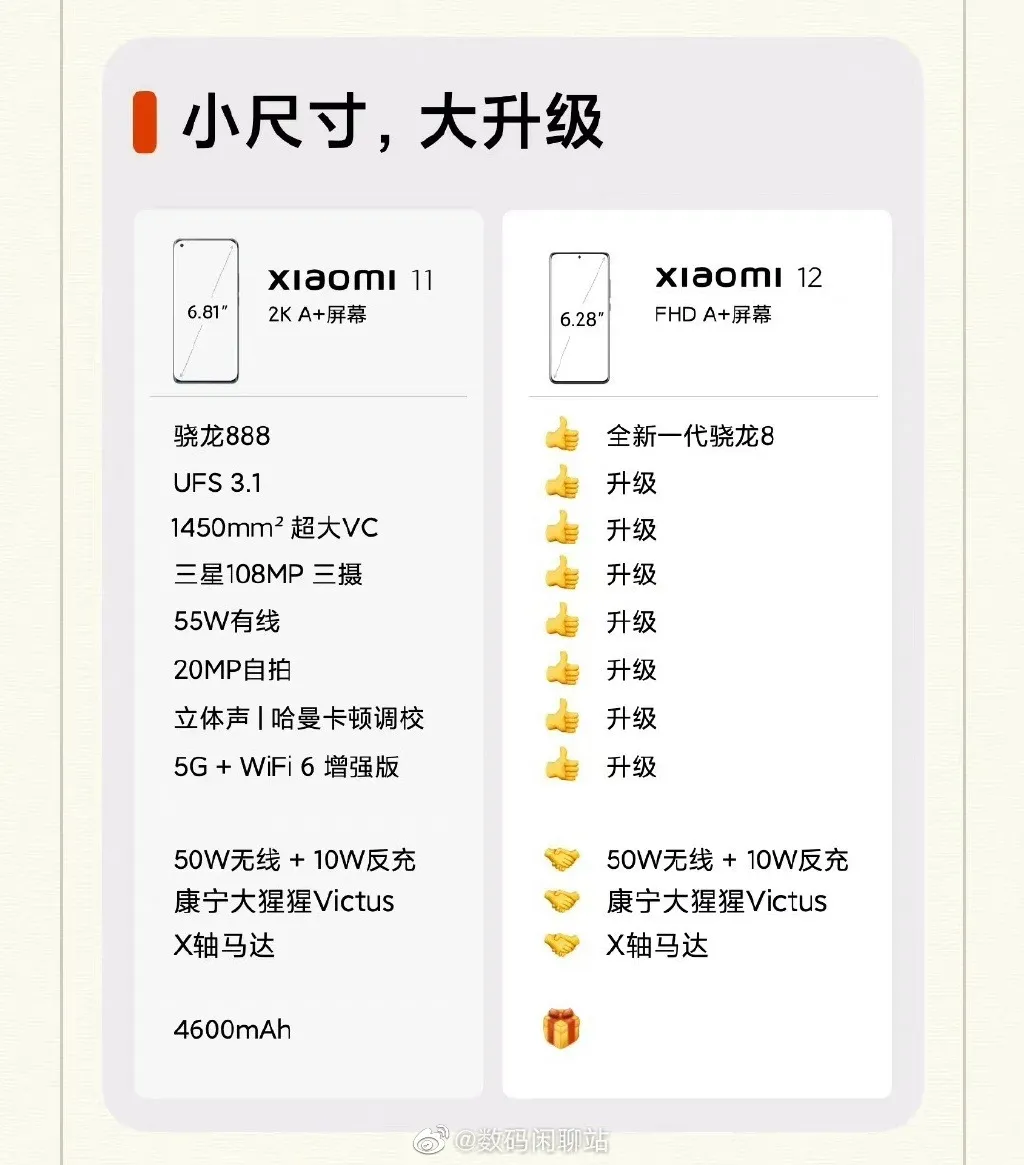 小尺寸，大升级
6.81”
xiaomi 11
2K A+屏幕
骁龙888
UFS 3.1
1450mm² 超大VC
三星108MP 三摄
55W有线
20MP自拍
立体声 | 哈曼卡顿调校
5G + WiFi 6 增强版
50W无线 + 10W反充
康宁大猩猩Victus
X轴马达
4600mAh
6.28”
xiaomi 12
FHD A+屏幕
👍 全新一代骁龙8
👍 升级
👍 升级
👍 升级
👍 升级
👍 升级
👍 升级
👍 升级
🤝 50W无线 + 10W反充
🤝 康宁大猩猩Victus
🤝 X轴马达
🎁
@数码闲聊站